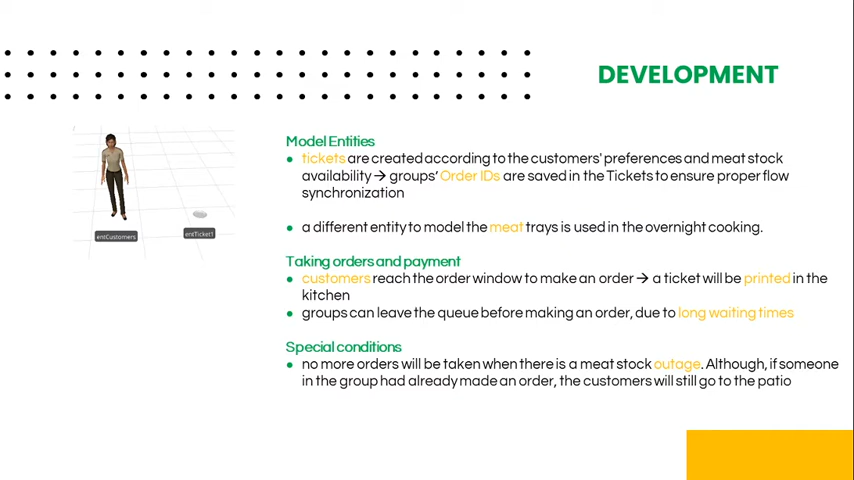 DEVELOPMENT
Model Entities
● tickets are created according to the customers' preferences and meat stock
availability → groups' Order IDs are saved in the Tickets to ensure proper flow
synchronization
● a different entity to model the meat trays is used in the overnight cooking.
Taking orders and payment
● customers reach the order window to make an order → a ticket will be printed in the
kitchen
● groups can leave the queue before making an order, due to long waiting times
Special conditions
● no more orders will be taken when there is a meat stock outage. Although, if someone
in the group had already made an order, the customers will still go to the patio
entCustomers
entTicket1